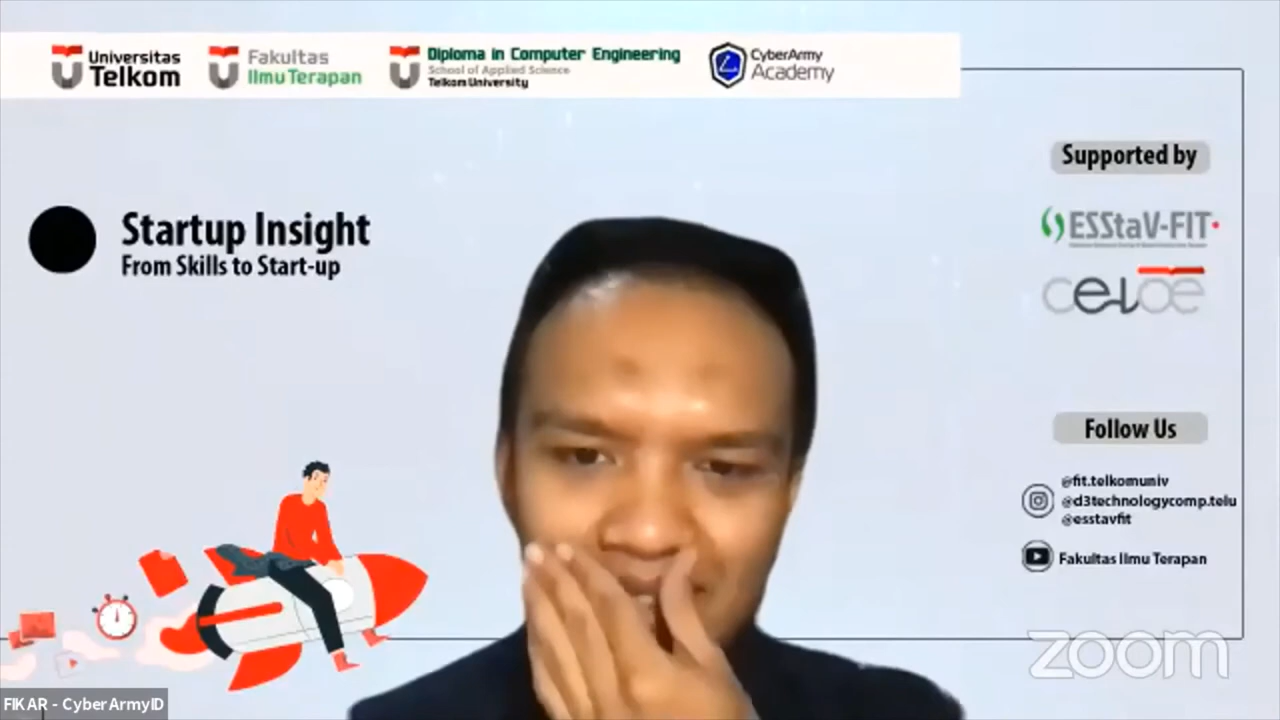 Universitas
Telkom
Fakultas
Ilmu Terapan
Diploma in Computer Engineering
School of Applied Science
Telkom University
CyberArmy
Academy
Supported by
ESStaV-FIT
celoe
Startup Insight
From Skills to Start-up
Follow Us
@fit.telkomuniv
@d3technologycomp.telu
@esstavfit
Fakultas Ilmu Terapan
zoom
FIKAR - CyberArmyID